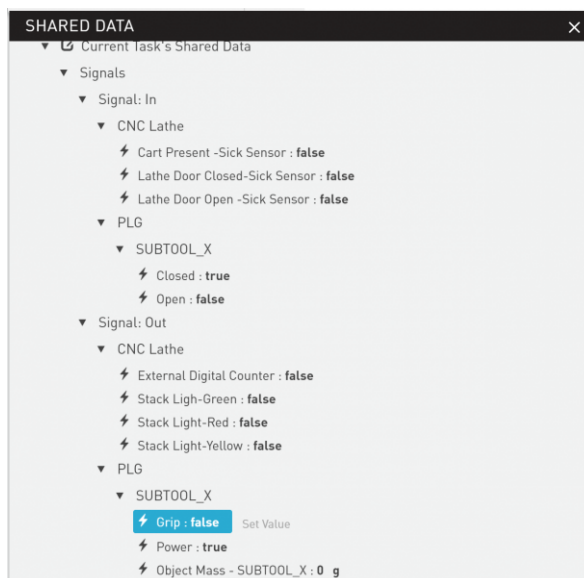 SHARED DATA
Current Task's Shared Data
Signals
Signal: In
CNC Lathe
Cart Present -Sick Sensor : false
Lathe Door Closed-Sick Sensor : false
Lathe Door Open -Sick Sensor : false
PLG
SUBTOOL_X
Closed : true
Open : false
Signal: Out
CNC Lathe
External Digital Counter : false
Stack Ligh-Green : false
Stack Light-Red : false
Stack Light-Yellow : false
PLG
SUBTOOL_X
Grip : false Set Value
Power : true
Object Mass - SUBTOOL_X : 0 g